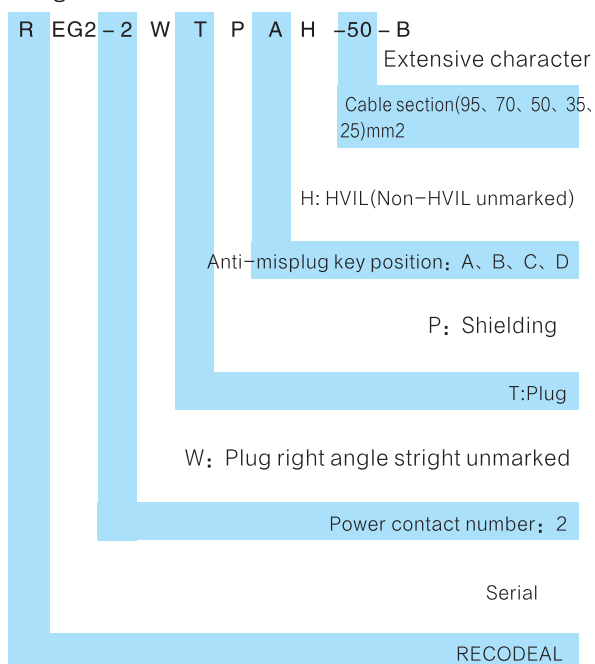 R EG2-2 W T P A H -50-B
Extensive character
Cable section(95、70、50、35、
25)mm2
H: HVIL(Non-HVIL unmarked)
Anti-misplug key position: A、B、C、D
P: Shielding
T:Plug
W: Plug right angle stright unmarked
Power contact number: 2
Serial
RECODEAL